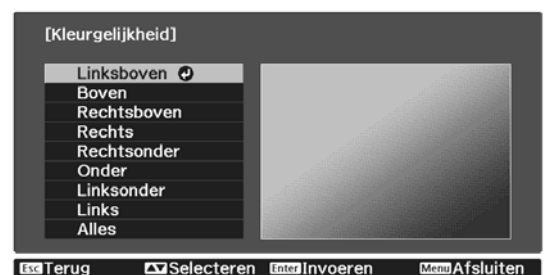 [Kleurgelijkheid]
Linksboven
Boven
Rechtsboven
Rechts
Rechtsonder
Onder
Linksonder
Links
Alles
Esc Terug Selecteren Enter Invoeren Menu Afsluiten